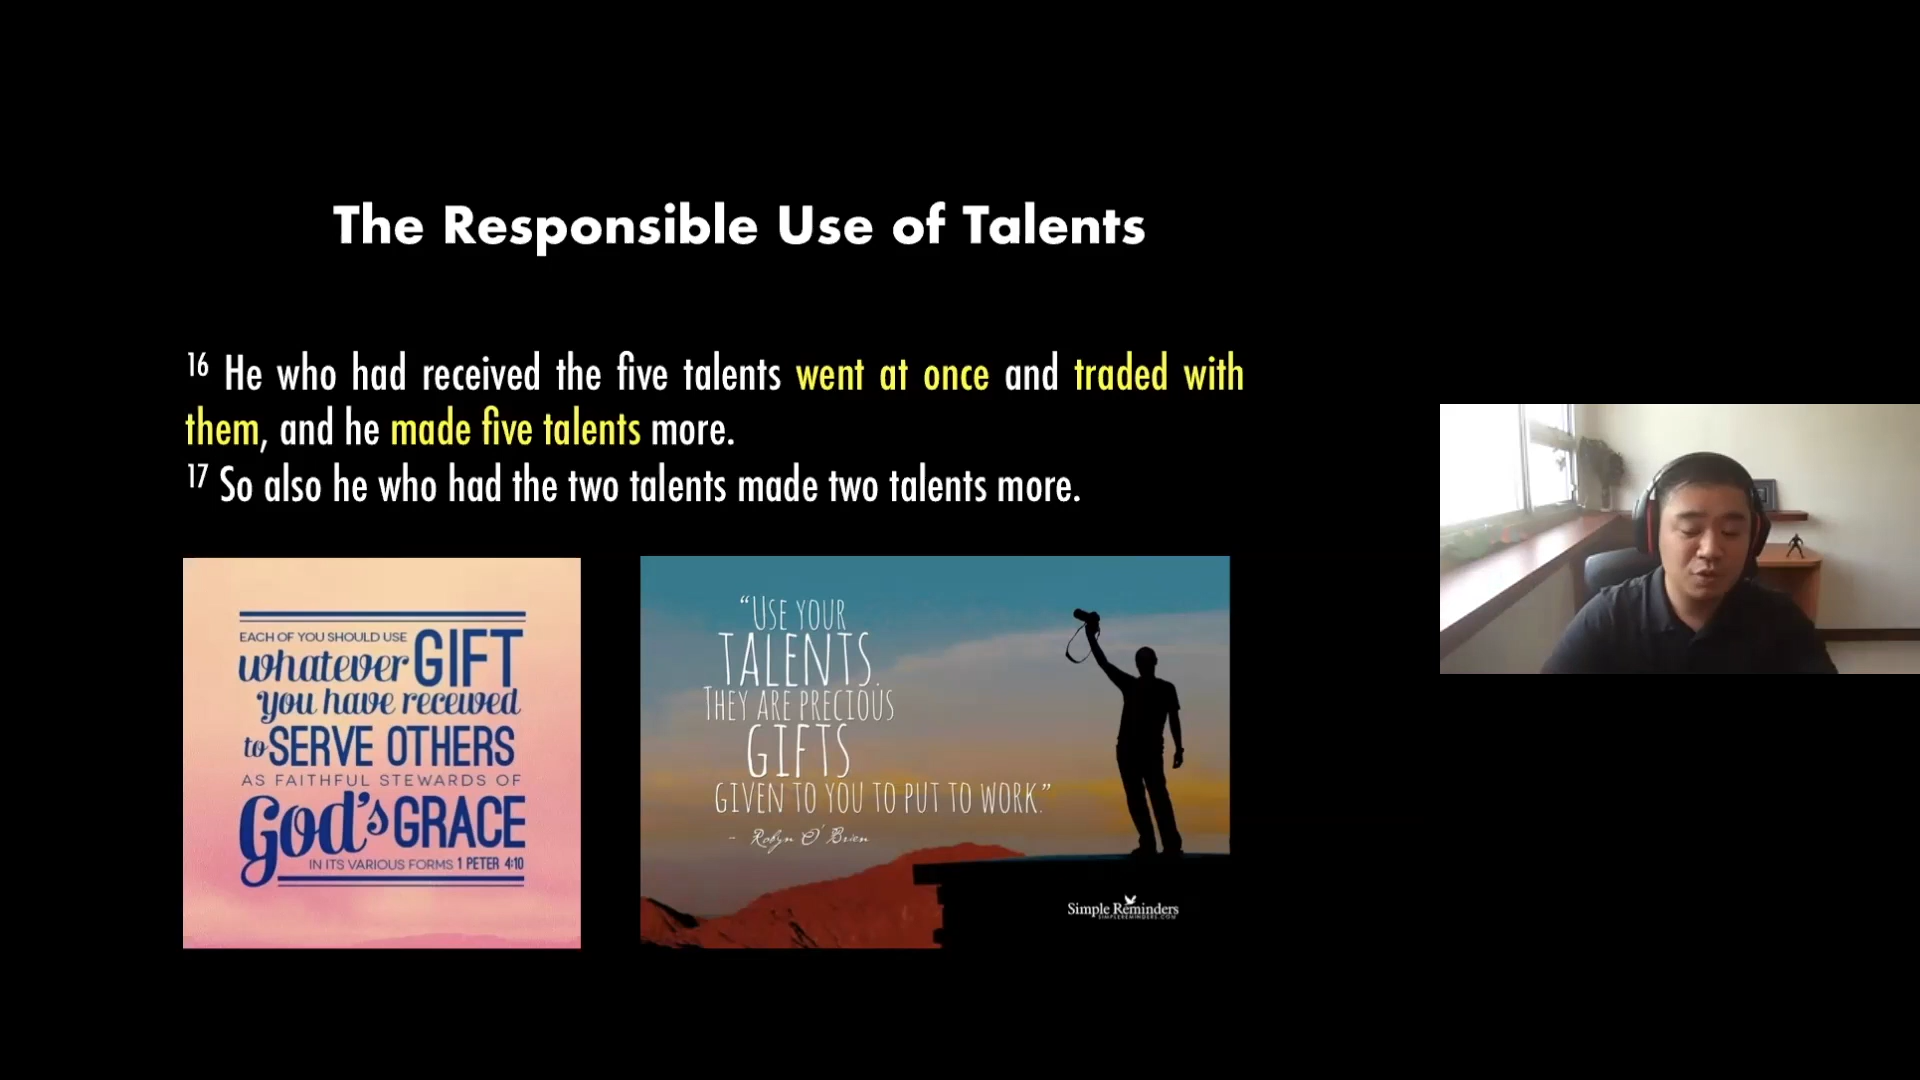 The Responsible Use of Talents
16 He who had received the five talents went at once and traded with
them, and he made five talents more.
17 So also he who had the two talents made two talents more.
EACH OF YOU SHOULD USE
whatever GIFT
you have received
to SERVE OTHERS
AS FAITHFUL STEWARDS OF
God's GRACE
IN ITS VARIOUS FORMS 1 PETER 4:10
“USE YOUR
TALENTS.
THEY ARE PRECIOUS
GIFTS
GIVEN TO YOU TO PUT TO WORK.”
- Robyn O'Brien
Simple Reminders
SIMPLEREMINDERS.COM